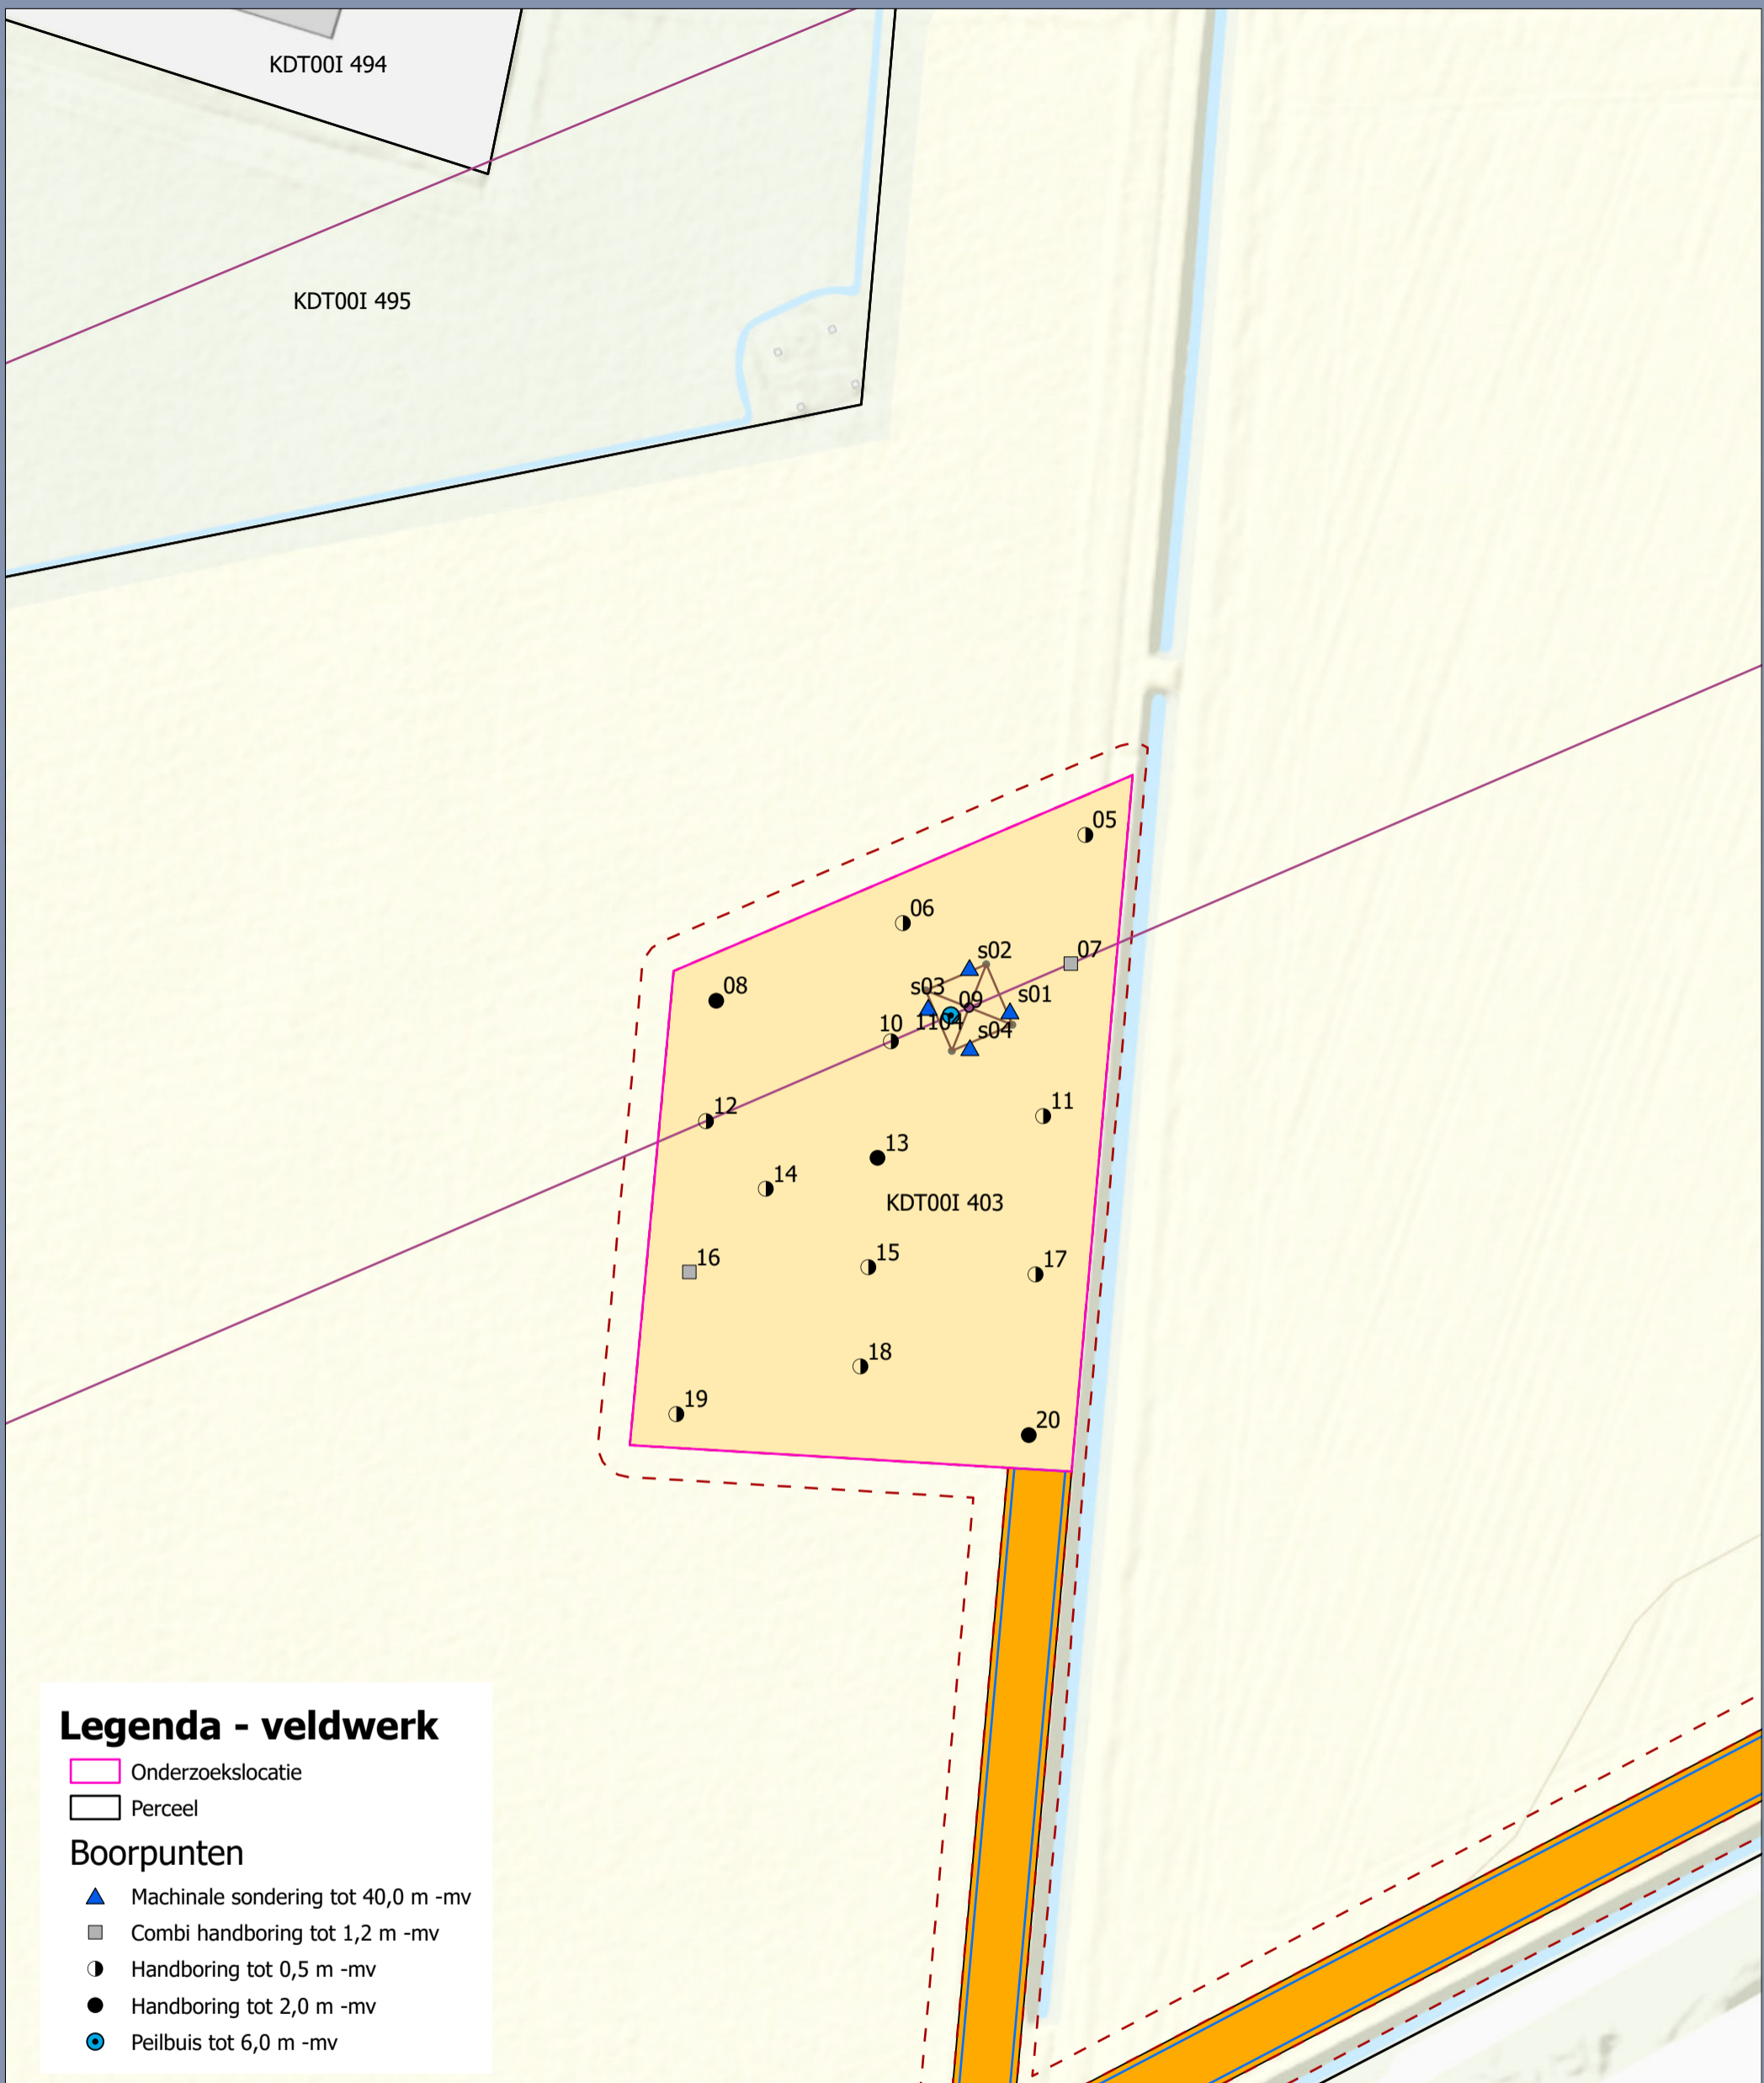 KDT00I 494
KDT00I 495
05
06
s02
07
08
s03
09
s01
10
1104
s04
12
11
13
14
KDT00I 403
16
15
17
18
19
20
Legenda - veldwerk
Onderzoekslocatie
Perceel
Boorpunten
Machinale sondering tot 40,0 m -mv
Combi handboring tot 1,2 m -mv
Handboring tot 0,5 m -mv
Handboring tot 2,0 m -mv
Peilbuis tot 6,0 m -mv